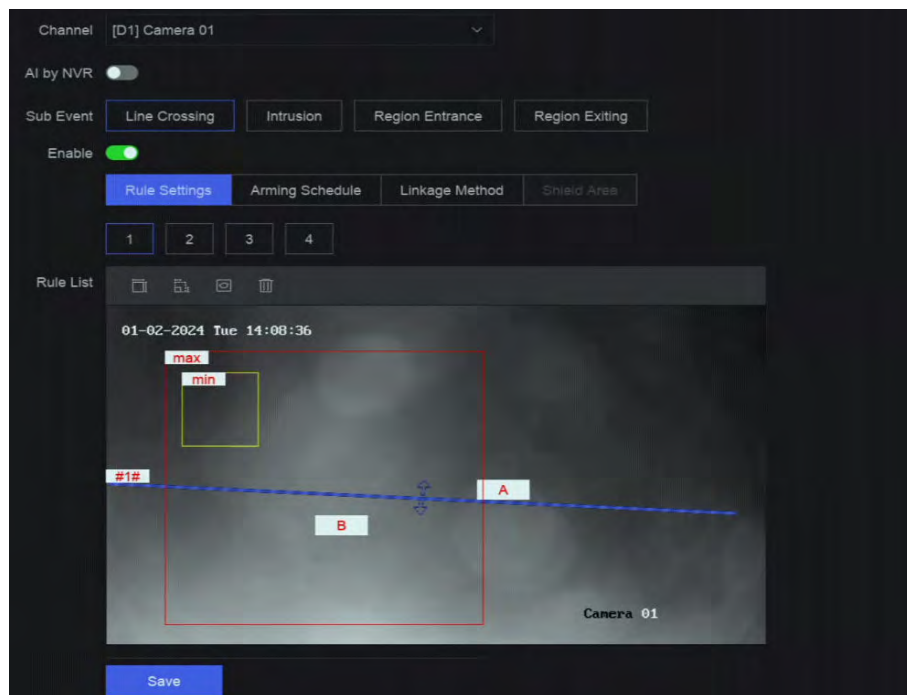 Channel [D1] Camera 01
AI by NVR
Sub Event Line Crossing Intrusion Region Entrance Region Exiting
Enable
Rule Settings Arming Schedule Linkage Method Shield Area
1 2 3 4
Rule List
01-02-2024 Tue 14:08:36
max
min
#1#
A
B
Camera 01
Save